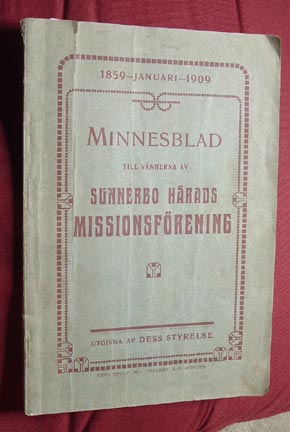 1859–JANUARI–1909
MINNESBLAD
TILL VÄNNERNA AV
SUNNERBO HÄRADS
MISSIONSFÖRENING
UTGIVNA AV DESS STYRELSE